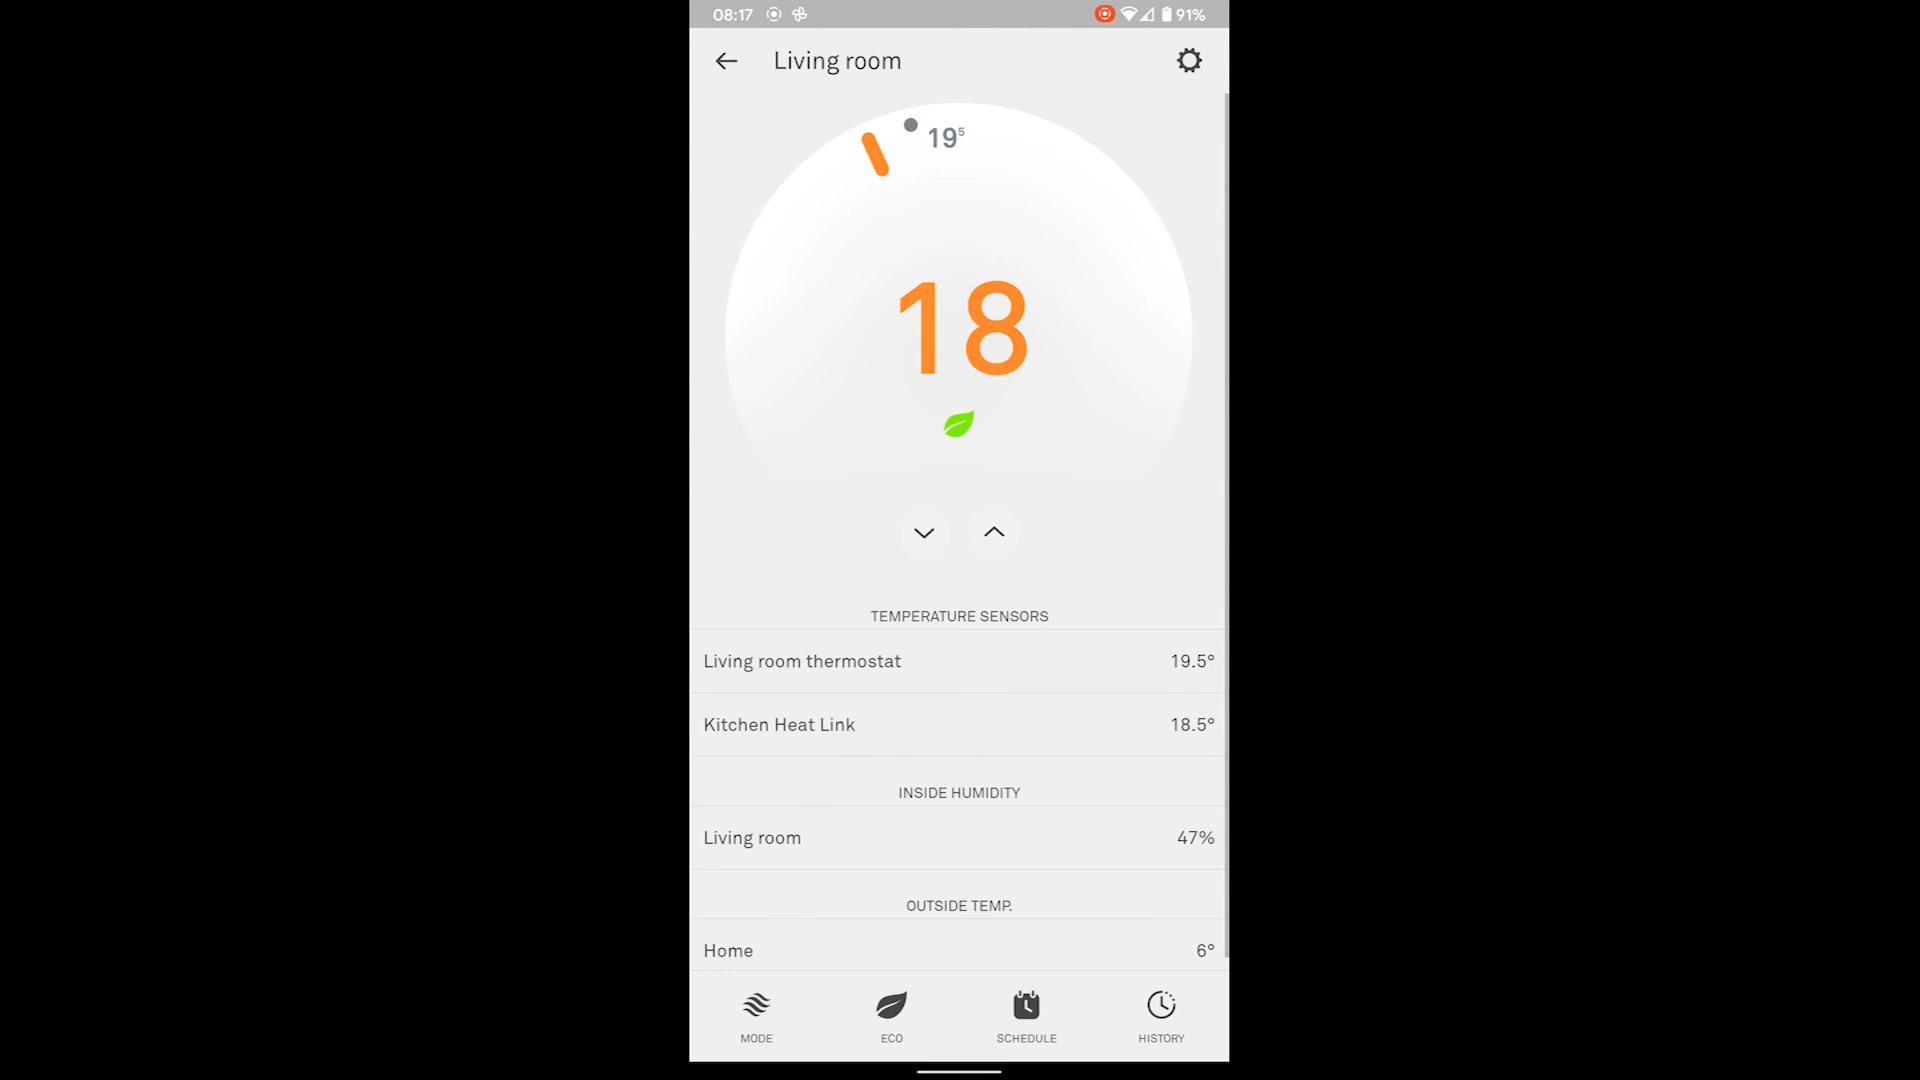 08:17 91%
Living room
19⁵
18
TEMPERATURE SENSORS
Living room thermostat 19.5°
Kitchen Heat Link 18.5°
INSIDE HUMIDITY
Living room 47%
OUTSIDE TEMP.
Home 6°
MODE ECO SCHEDULE HISTORY